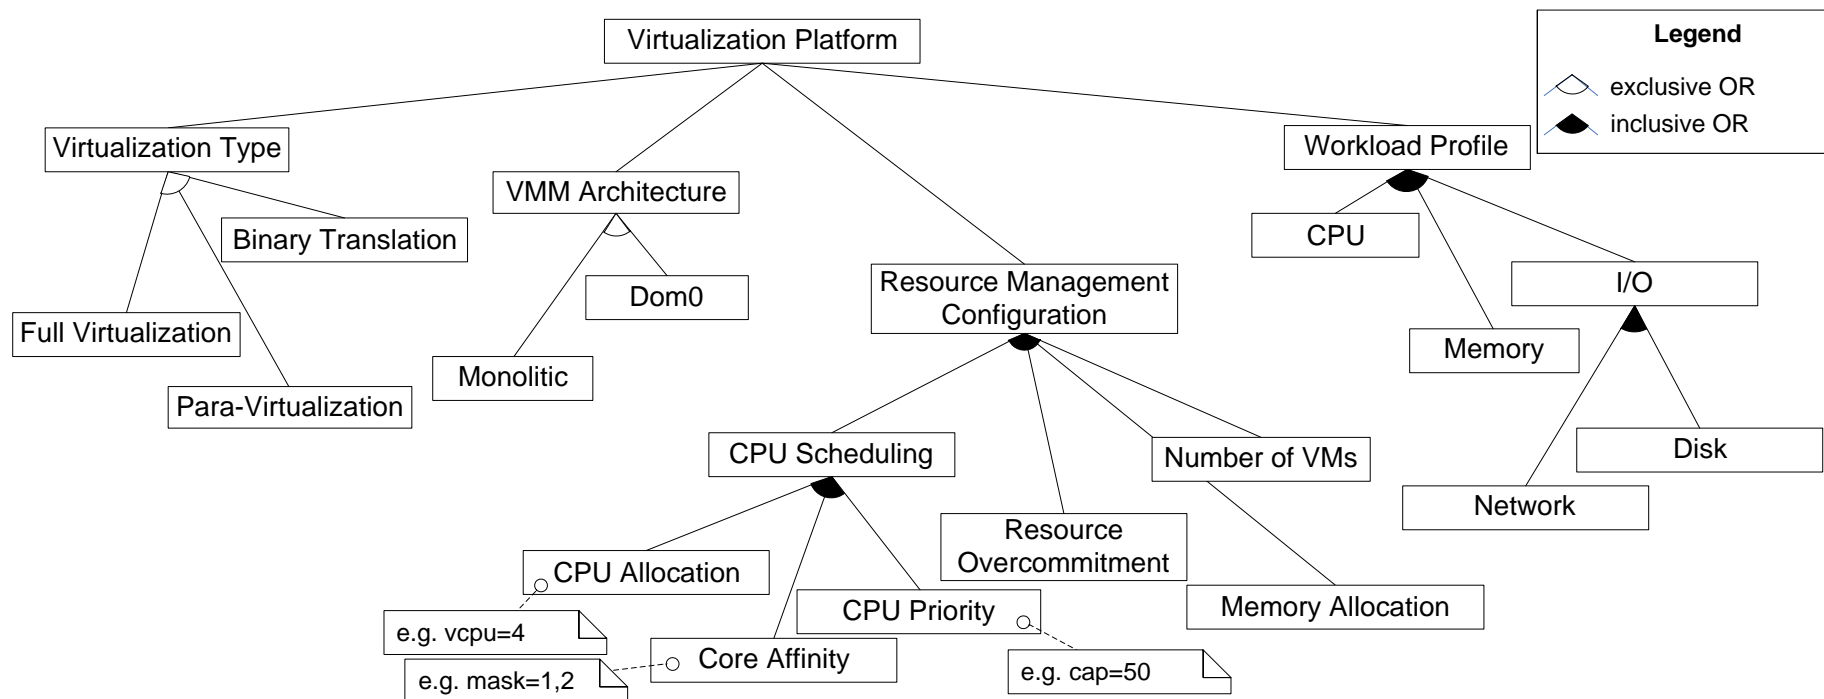 Virtualization Platform
Legend
exclusive OR
inclusive OR
Virtualization Type
Workload Profile
VMM Architecture
Binary Translation
CPU
Dom0
Resource Management
Configuration
I/O
Full Virtualization
Memory
Monolitic
Para-Virtualization
CPU Scheduling
Number of VMs
Disk
Network
Resource
Overcommitment
CPU Allocation
CPU Priority
Memory Allocation
e.g. vcpu=4
Core Affinity
e.g. cap=50
e.g. mask=1,2